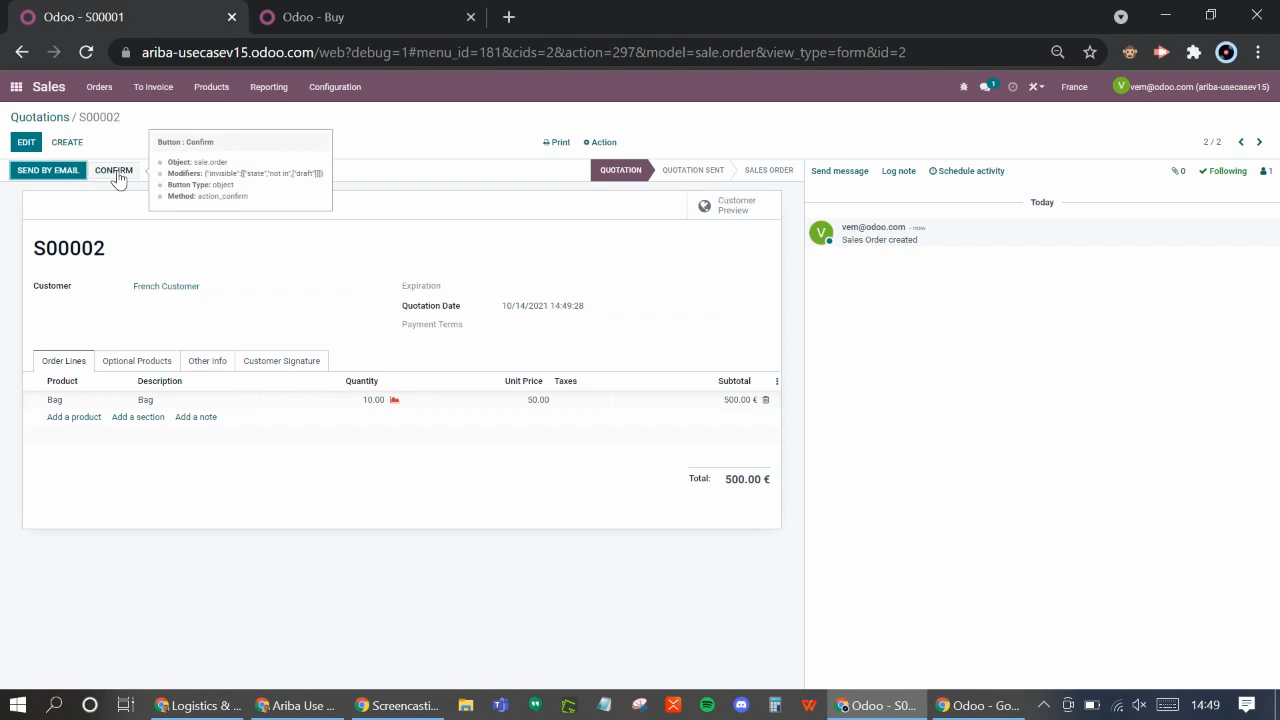 Odoo - S00001
Odoo - Buy
ariba-usecasev15.odoo.com/web?debug=1#menu_id=181&cids=2&action=297&model=sale.order&view_type=form&id=2
Sales
Orders
To Invoice
Products
Reporting
Configuration
1
France
V
vem@odoo.com (ariba-usecasev15)
Quotations / S00002
EDIT
CREATE
Print
Action
2 / 2
SEND BY EMAIL
CONFIRM
Button : Confirm
Object: sale.order
Modifiers: {"invisible":[["state","not in",["draft"]]]}
Button Type: object
Method: action_confirm
QUOTATION
QUOTATION SENT
SALES ORDER
Send message
Log note
Schedule activity
0
Following
1
Customer
Preview
Today
V
vem@odoo.com - now
Sales Order created
S00002
Customer
French Customer
Expiration
Quotation Date
10/14/2021 14:49:28
Payment Terms
Order Lines
Optional Products
Other Info
Customer Signature
Product
Description
Quantity
Unit Price
Taxes
Subtotal
Bag
Bag
10.00
50.00
500.00 €
Add a product
Add a section
Add a note
Total:
500.00 €
Logistics & ...
Ariba Use ...
Screencasti...
Odoo - S0...
Odoo - Go...
14:49